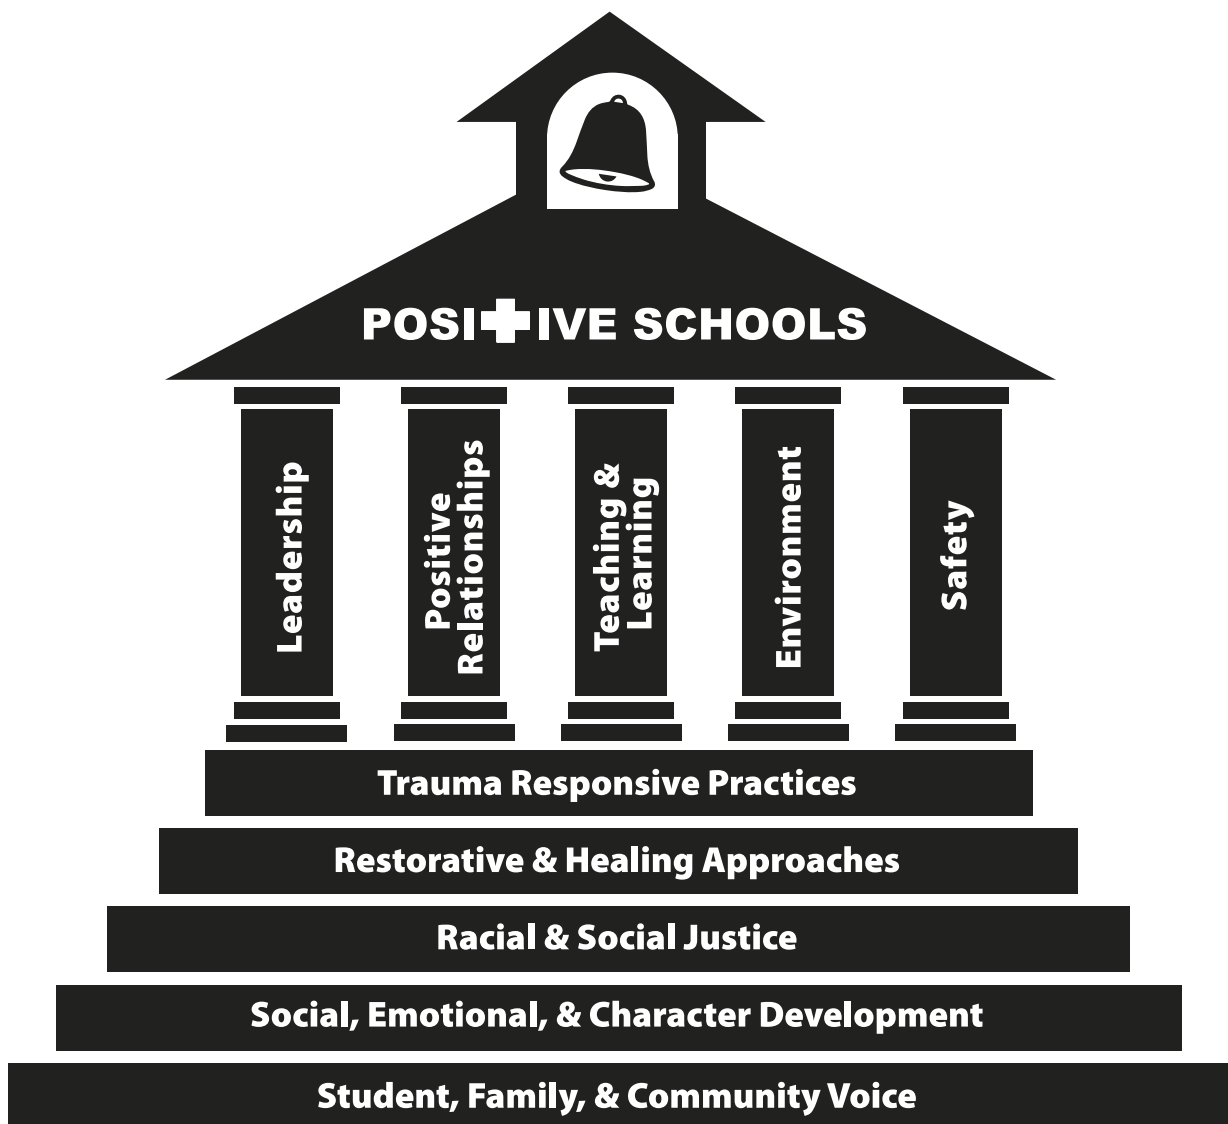 POSI+IVE SCHOOLS
Leadership
Positive
Relationships
Teaching &
Learning
Environment
Safety
Trauma Responsive Practices
Restorative & Healing Approaches
Racial & Social Justice
Social, Emotional, & Character Development
Student, Family, & Community Voice